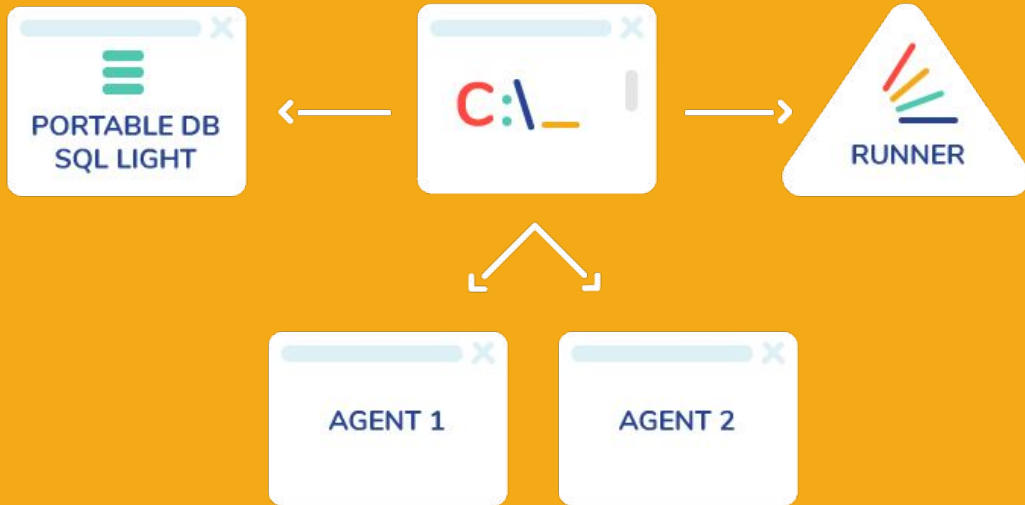 PORTABLE DB
SQL LIGHT
C:\_
RUNNER
AGENT 1
AGENT 2